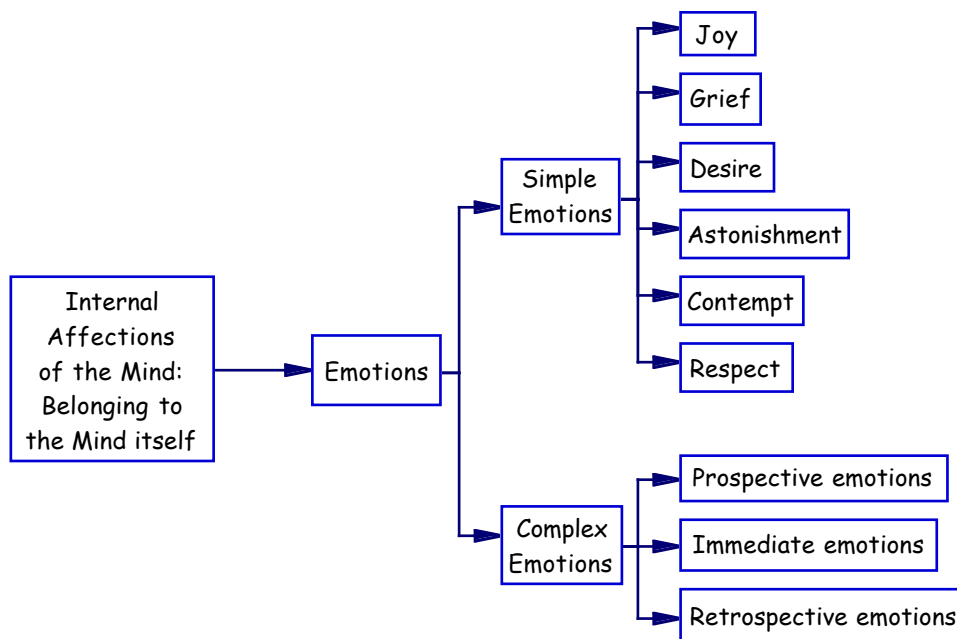 Internal
Affections
of the Mind:
Belonging to
the Mind itself
Emotions
Simple
Emotions
Joy
Grief
Desire
Astonishment
Contempt
Respect
Complex
Emotions
Prospective emotions
Immediate emotions
Retrospective emotions